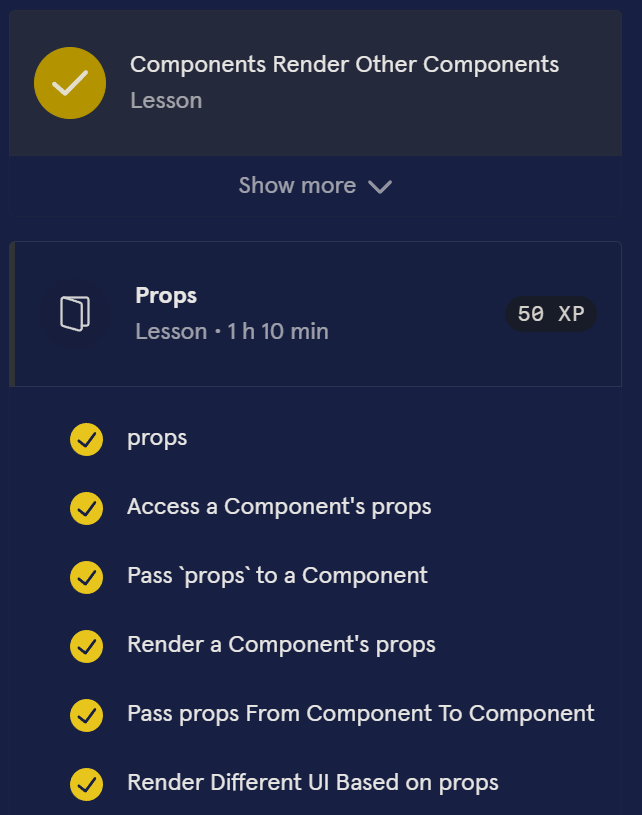 Components Render Other Components
Lesson
Show more
Props
Lesson • 1 h 10 min
50 XP
props
Access a Component's props
Pass `props` to a Component
Render a Component's props
Pass props From Component To Component
Render Different UI Based on props